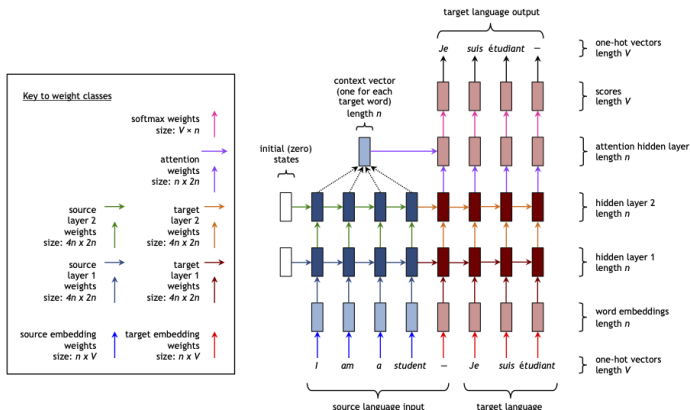 target language output
Je suis étudiant –
one-hot vectors
length V
Key to weight classes
softmax weights
size: V × n
attention
weights
size: n x 2n
source
layer 2
weights
size: 4n x 2n
target
layer 2
weights
size: 4n x 2n
source
layer 1
weights
size: 4n x 2n
target
layer 1
weights
size: 4n x 2n
source embedding
weights
size: n x V
target embedding
weights
size: n x V
context vector
(one for each
target word)
length n
initial (zero)
states
scores
length V
attention hidden layer
length n
hidden layer 2
length n
hidden layer 1
length n
word embeddings
length n
I am a student – Je suis étudiant
one-hot vectors
length V
source language input
target language